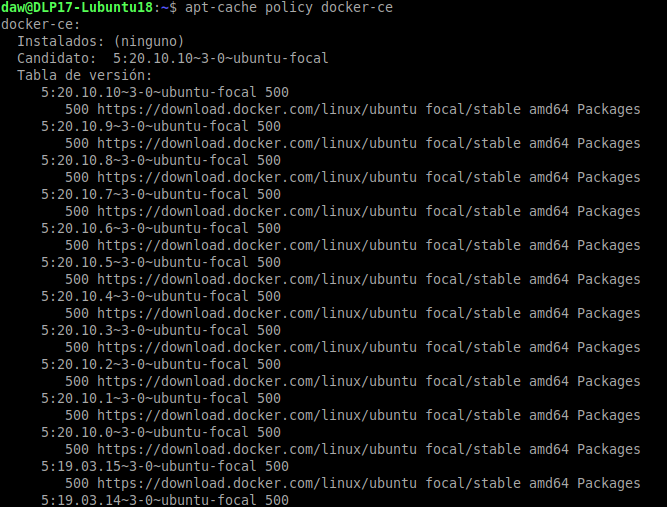 daw@DLP17-Lubuntu18:~$ apt-cache policy docker-ce
docker-ce:
  Instalados: (ninguno)
  Candidato:  5:20.10.10~3-0~ubuntu-focal
  Tabla de versión:
     5:20.10.10~3-0~ubuntu-focal 500
        500 https://download.docker.com/linux/ubuntu focal/stable amd64 Packages
     5:20.10.9~3-0~ubuntu-focal 500
        500 https://download.docker.com/linux/ubuntu focal/stable amd64 Packages
     5:20.10.8~3-0~ubuntu-focal 500
        500 https://download.docker.com/linux/ubuntu focal/stable amd64 Packages
     5:20.10.7~3-0~ubuntu-focal 500
        500 https://download.docker.com/linux/ubuntu focal/stable amd64 Packages
     5:20.10.6~3-0~ubuntu-focal 500
        500 https://download.docker.com/linux/ubuntu focal/stable amd64 Packages
     5:20.10.5~3-0~ubuntu-focal 500
        500 https://download.docker.com/linux/ubuntu focal/stable amd64 Packages
     5:20.10.4~3-0~ubuntu-focal 500
        500 https://download.docker.com/linux/ubuntu focal/stable amd64 Packages
     5:20.10.3~3-0~ubuntu-focal 500
        500 https://download.docker.com/linux/ubuntu focal/stable amd64 Packages
     5:20.10.2~3-0~ubuntu-focal 500
        500 https://download.docker.com/linux/ubuntu focal/stable amd64 Packages
     5:20.10.1~3-0~ubuntu-focal 500
        500 https://download.docker.com/linux/ubuntu focal/stable amd64 Packages
     5:20.10.0~3-0~ubuntu-focal 500
        500 https://download.docker.com/linux/ubuntu focal/stable amd64 Packages
     5:19.03.15~3-0~ubuntu-focal 500
        500 https://download.docker.com/linux/ubuntu focal/stable amd64 Packages
     5:19.03.14~3-0~ubuntu-focal 500